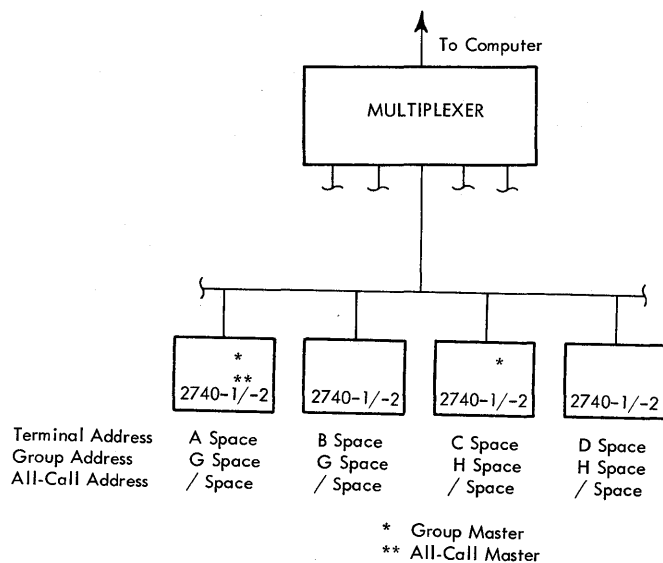 To Computer
MULTIPLEXER
*
*
**
2740-1/-2 2740-1/-2 2740-1/-2 2740-1/-2
Terminal Address A Space B Space C Space D Space
Group Address G Space G Space H Space H Space
All-Call Address / Space / Space / Space / Space
* Group Master
** All-Call Master